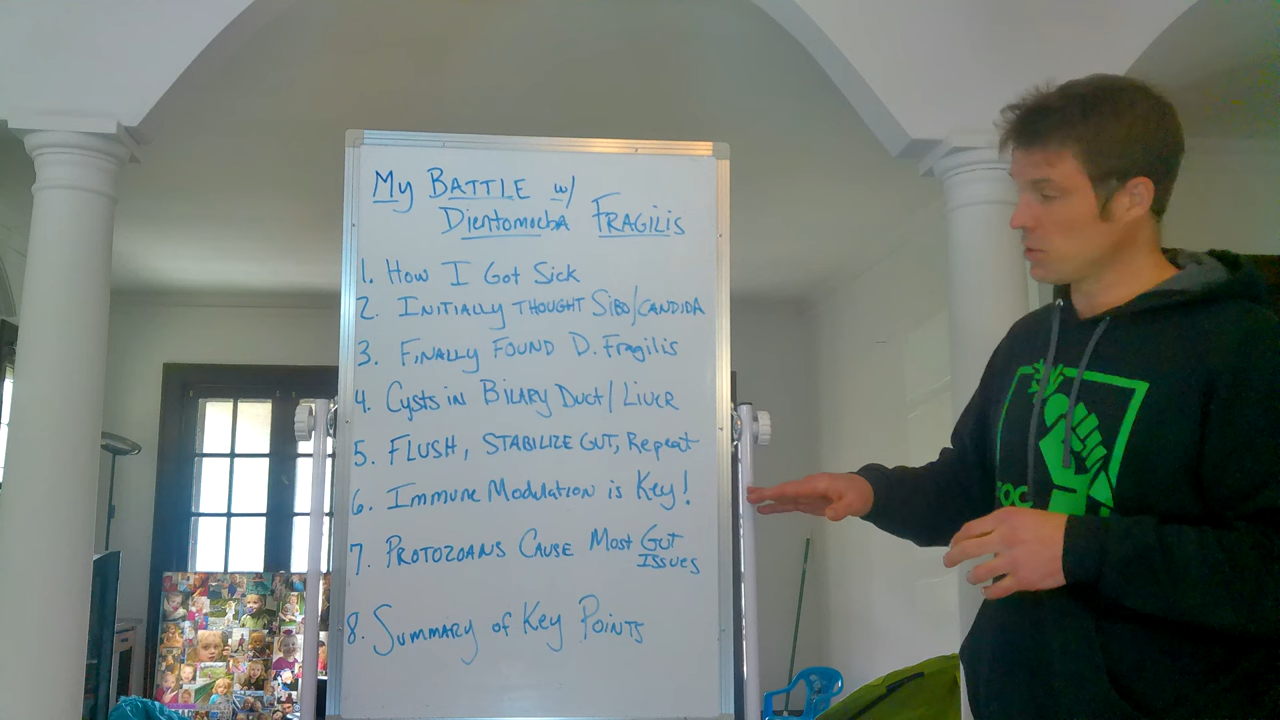 My BATTLE w/
Dientomoeba FRAGILIS
1. How I Got Sick
2. INITIALLY THOUGHT SIBO/CANDIDA
3. FINALLY FOUND D. Fragilis
4. Cysts in BILARY Duct/LIVER
5. FLUSH, STABILIZE GUT, Repeat
6. Immune Modulation is Key!
7. PROTOZOANS CAUSE Most GUT
ISSUES
8. SUMMARY of Key POINTS